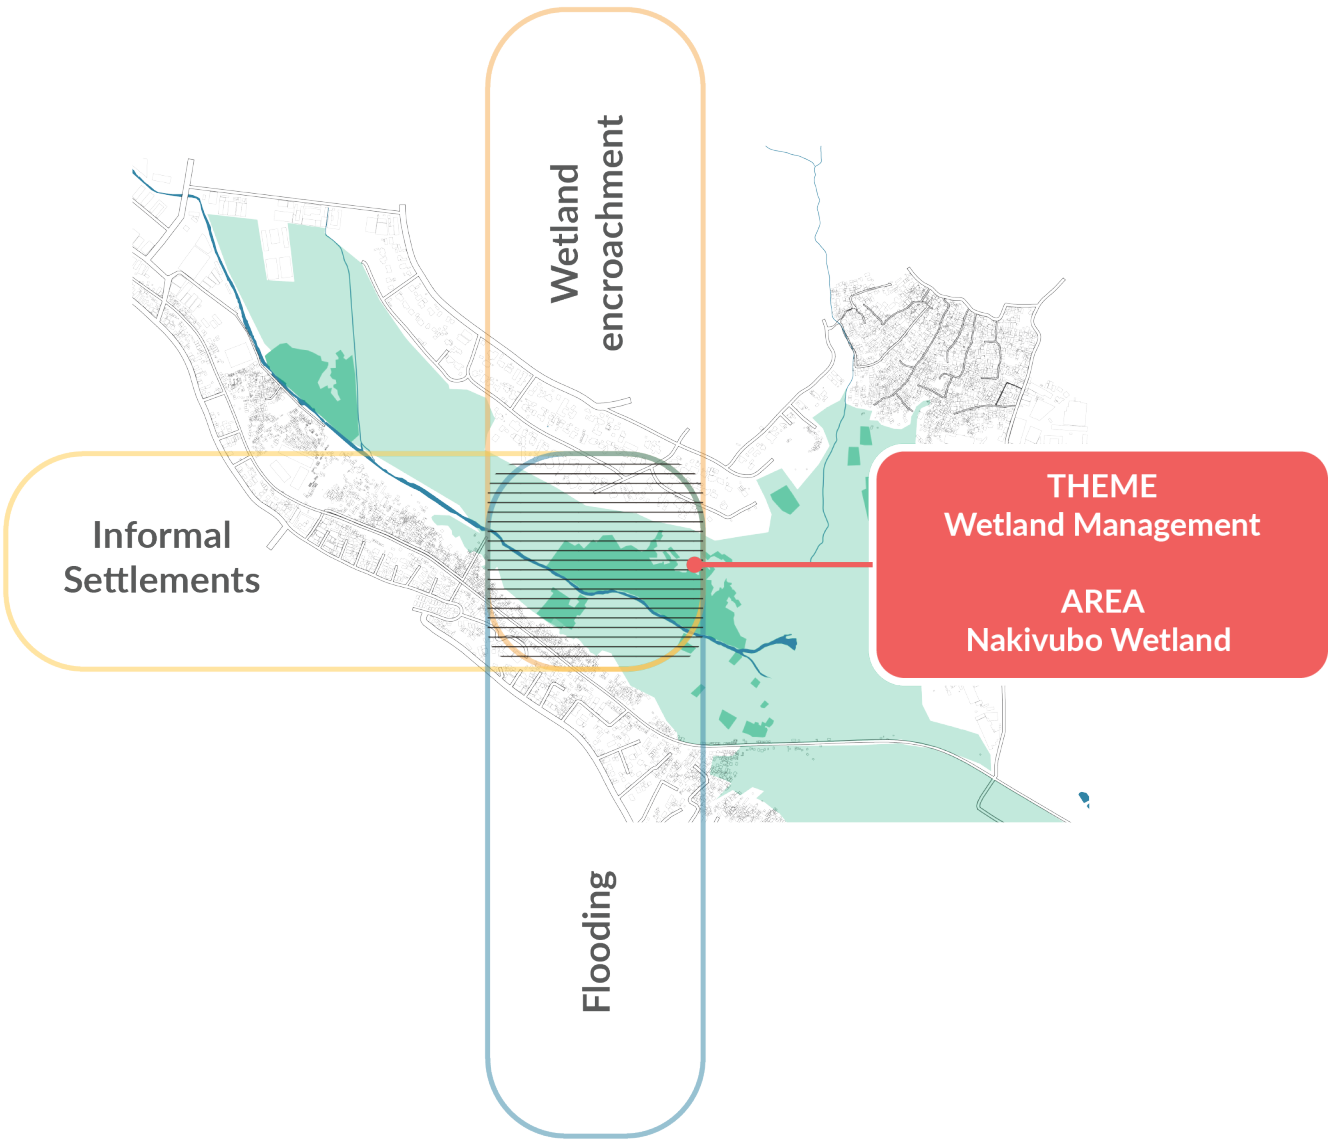 Wetland
encroachment
Informal
Settlements
THEME
Wetland Management
AREA
Nakivubo Wetland
Flooding